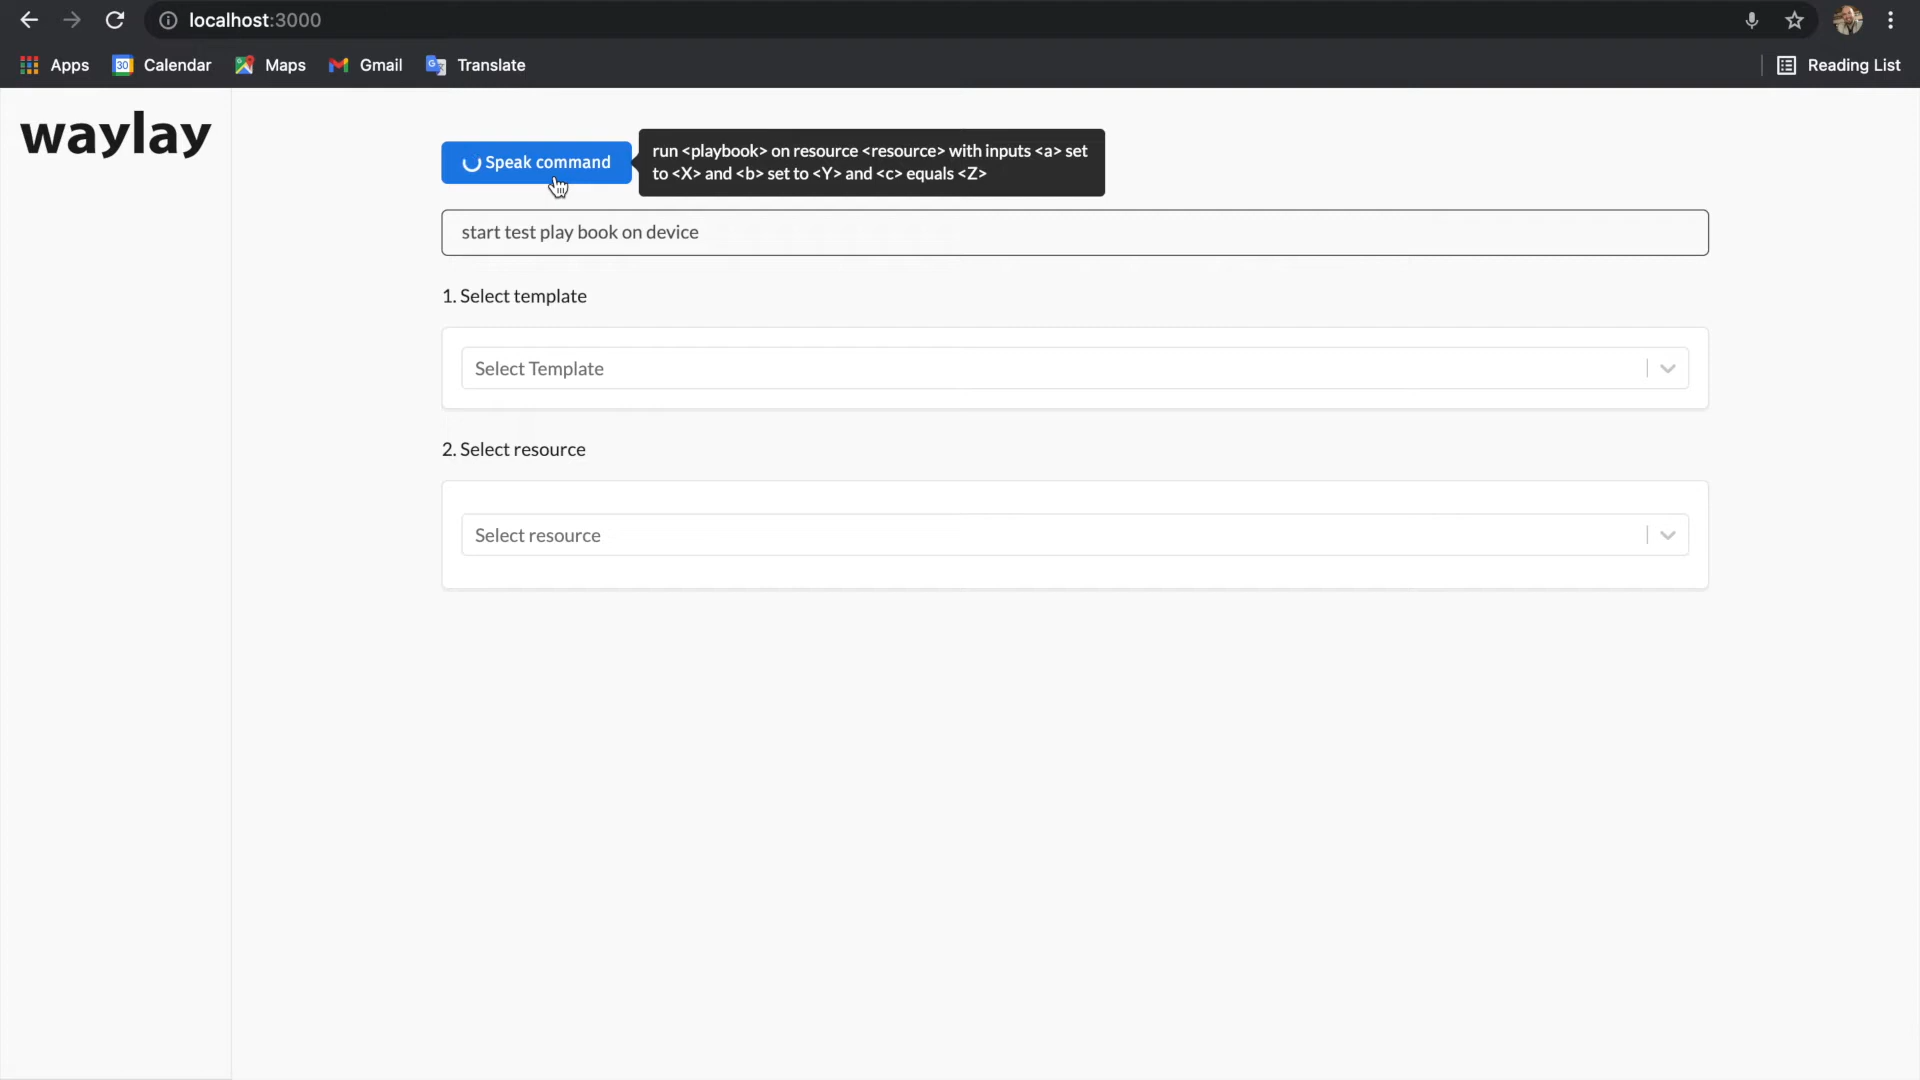 localhost:3000
Apps
30
Calendar
Maps
Gmail
Translate
Reading List
waylay
Speak command
run <playbook> on resource <resource> with inputs <a> set
to <X> and <b> set to <Y> and <c> equals <Z>
start test play book on device
1. Select template
Select Template
2. Select resource
Select resource